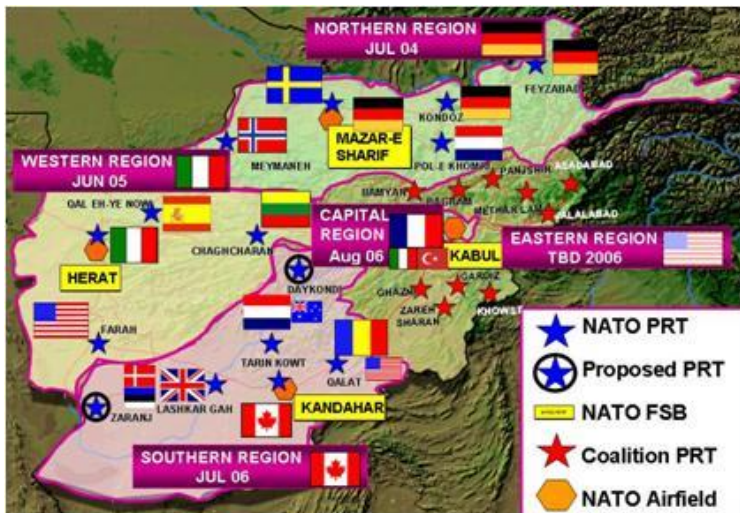 NORTHERN REGION
JUL 04
FEYZABAD
KONDOZ
MAZAR-E
SHARIF
MEYMANEH
POL-E KHOMRI
WESTERN REGION
JUN 05
PANJSHIR
ASADABAD
BAMYAN
BAGRAM
METHAR LAM
JALALABAD
QAL EH-YE NOW
CHAGHCHARAN
CAPITAL
REGION
Aug 06
KABUL
EASTERN REGION
TBD 2006
HERAT
DAYKONDI
GHAZNI
GARDIZ
ZAREH
SHARAN
KHOWST
FARAH
TARIN KOWT
QALAT
ZARANJ
LASHKAR GAH
KANDAHAR
SOUTHERN REGION
JUL 06
NATO PRT
Proposed PRT
NATO FSB
Coalition PRT
NATO Airfield